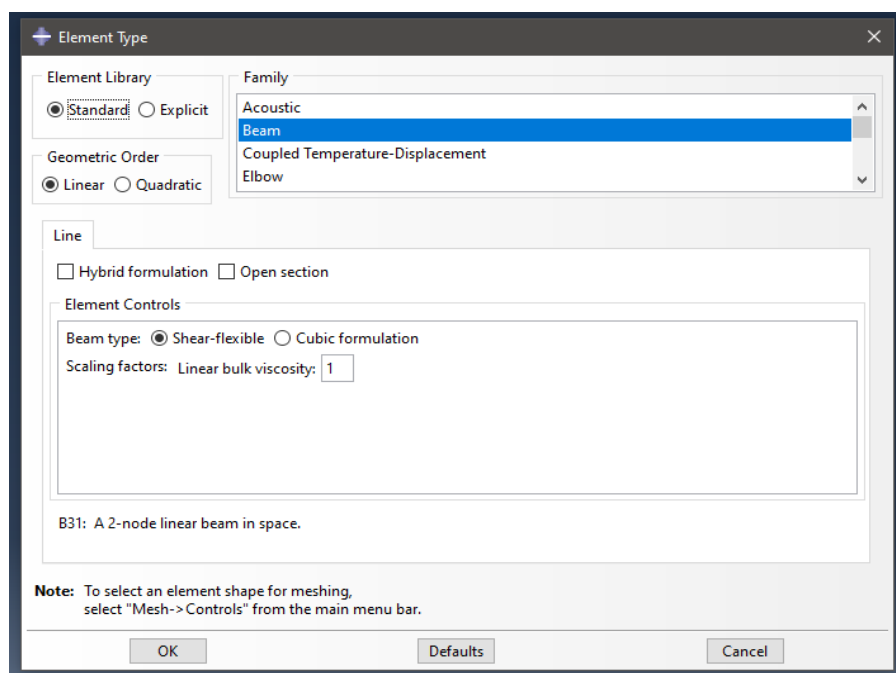 Element Type
Element Library
Standard Explicit
Geometric Order
Linear Quadratic
Family
Acoustic
Beam
Coupled Temperature-Displacement
Elbow
Line
Hybrid formulation Open section
Element Controls
Beam type: Shear-flexible Cubic formulation
Scaling factors: Linear bulk viscosity: 1
B31: A 2-node linear beam in space.
Note: To select an element shape for meshing,
select "Mesh->Controls" from the main menu bar.
OK Defaults Cancel